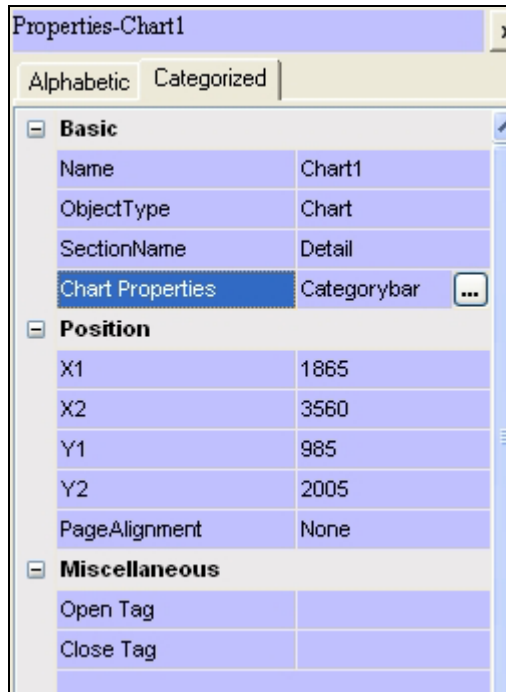 Properties-Chart1
Alphabetic Categorized
Basic
Name Chart1
ObjectType Chart
SectionName Detail
Chart Properties Categorybar ...
Position
X1 1865
X2 3560
Y1 985
Y2 2005
PageAlignment None
Miscellaneous
Open Tag
Close Tag